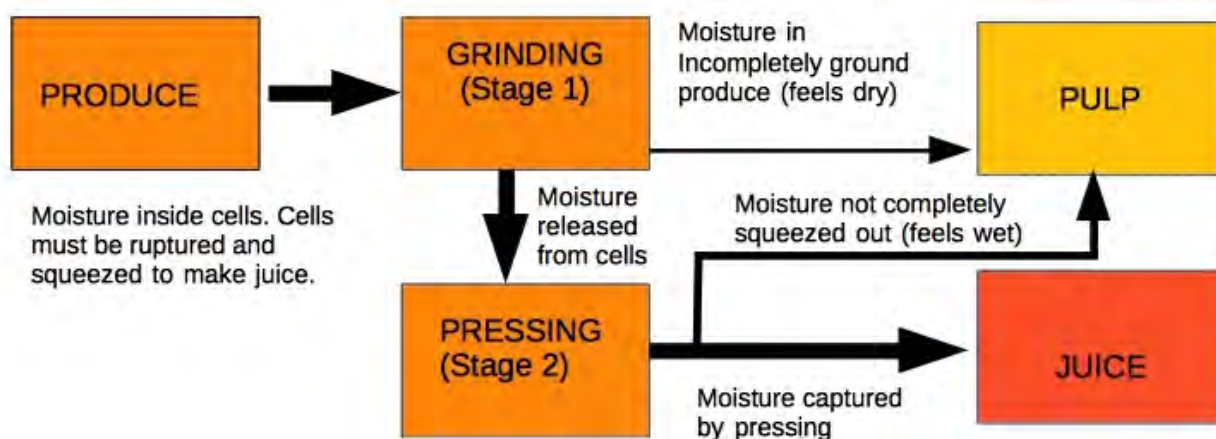 PRODUCE
Moisture inside cells. Cells
must be ruptured and
squeezed to make juice.
GRINDING
(Stage 1)
Moisture in
Incompletely ground
produce (feels dry)
PULP
Moisture
released
from cells
Moisture not completely
squeezed out (feels wet)
PRESSING
(Stage 2)
Moisture captured
by pressing
JUICE